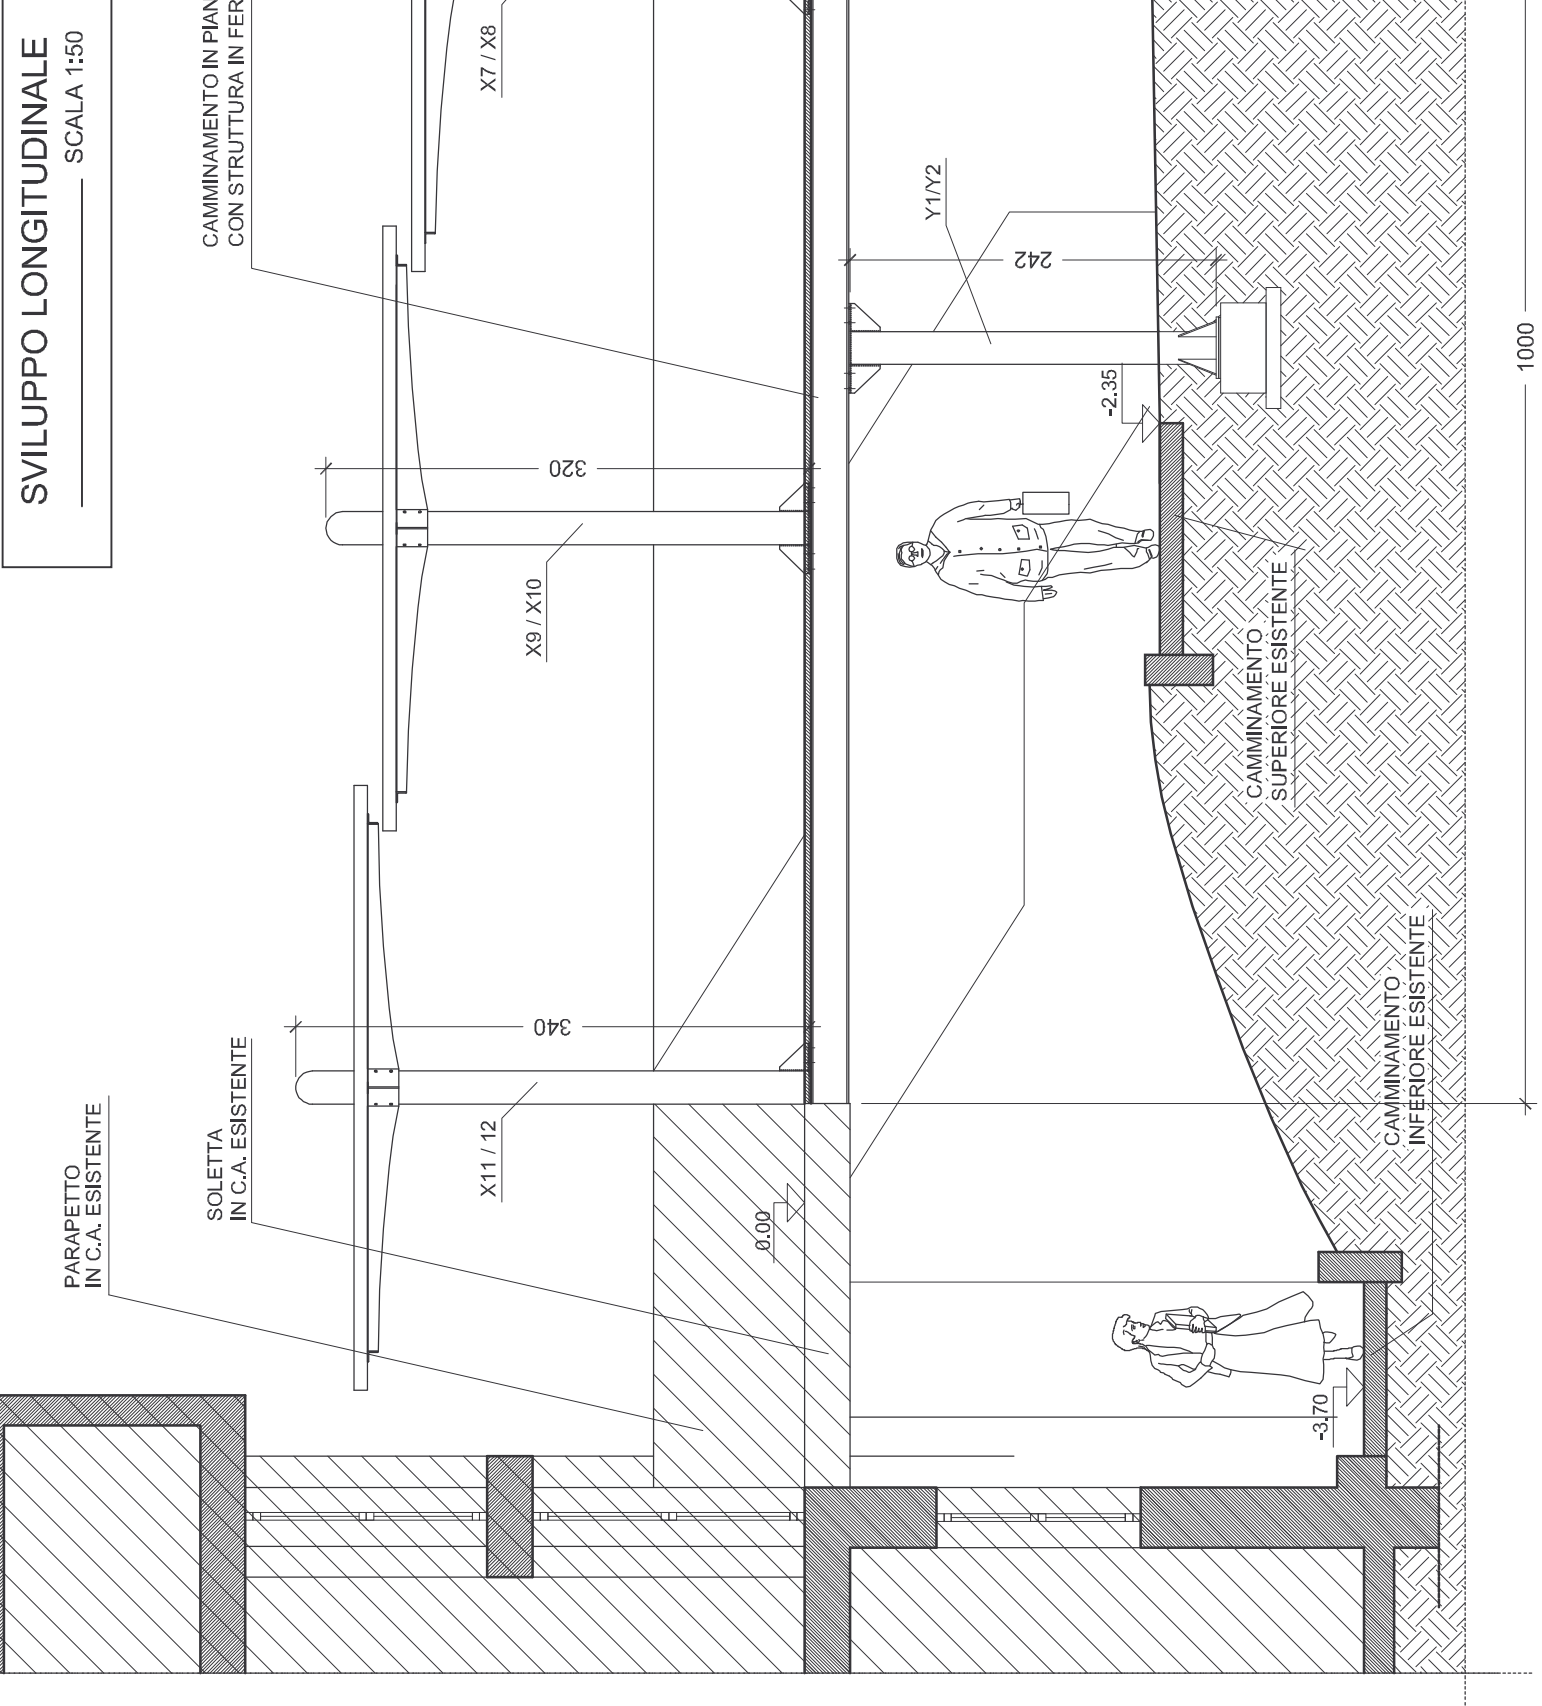 SVILUPPO LONGITUDINALE
SCALA 1:50
CAMMINAMENTO IN PIAN
CON STRUTTURA IN FER
X7 / X8
Y1/Y2
242
1000
-2.35
320
X9 / X10
CAMMINAMENTO
SUPERIORE ESISTENTE
340
X11 / 12
SOLETTA
IN C.A. ESISTENTE
PARAPETTO
IN C.A. ESISTENTE
0.00
CAMMINAMENTO
INFERIORE ESISTENTE
-3.70